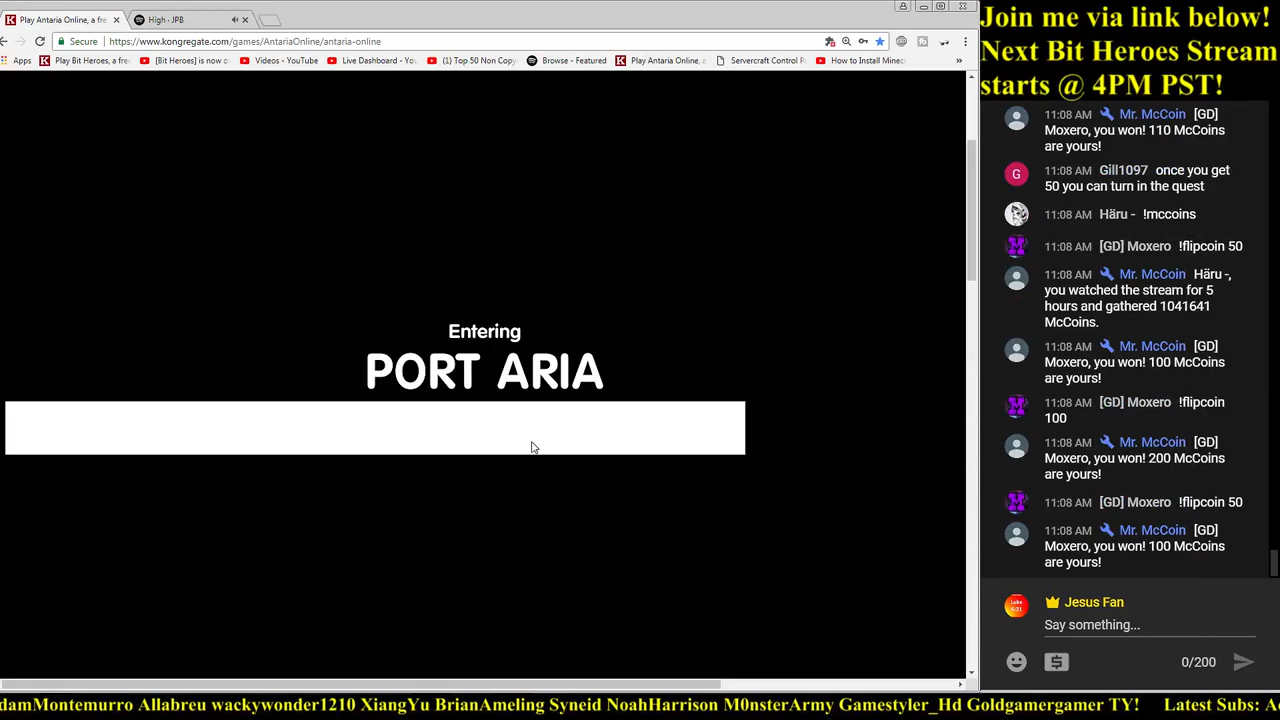 Play Antaria Online, a fre
High - JPB
Secure
https://www.kongregate.com/games/AntariaOnline/antaria-online
Apps
Play Bit Heroes, a fre
[Bit Heroes] is now o
Videos - YouTube
Live Dashboard - You
(1) Top 50 Non Copy
Browse - Featured
Play Antaria Online, a
Servercraft Control P
How to Install Minec
»
Entering
PORT ARIA
Join me via link below!
Next Bit Heroes Stream
starts @ 4PM PST!
11:08 AM Mr. McCoin [GD]
Moxero, you won! 110 McCoins
are yours!
G
11:08 AM Gill1097 once you get
50 you can turn in the quest
11:08 AM Häru - !mccoins
11:08 AM [GD] Moxero !flipcoin 50
11:08 AM Mr. McCoin Häru -,
you watched the stream for 5
hours and gathered 1041641
McCoins.
11:08 AM Mr. McCoin [GD]
Moxero, you won! 100 McCoins
are yours!
11:08 AM [GD] Moxero !flipcoin
100
11:08 AM Mr. McCoin [GD]
Moxero, you won! 200 McCoins
are yours!
11:08 AM [GD] Moxero !flipcoin 50
11:08 AM Mr. McCoin [GD]
Moxero, you won! 100 McCoins
are yours!
Luke
6:31
Jesus Fan
Say something...
0/200
damMontemurro Allabreu wackywonder1210 XiangYu BrianAmeling Syneid NoahHarrison M0nsterArmy Gamestyler_Hd Goldgamergamer TY! Latest Subs: A